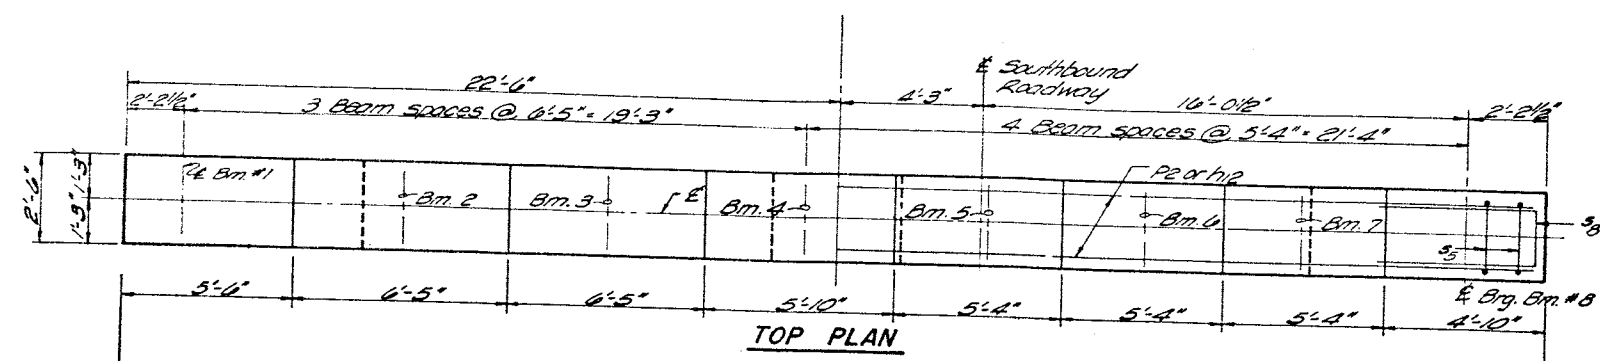 22'-6"
℄ Southbound
Roadway
2'-2½"
3 Beam spaces @ 6'-5" = 19'-3"
4'-3"
16'-0½"
2'-2½"
4 Beam spaces @ 5'-4" = 21'-4"
2'-6"
1'-3" 1'-3"
℄ Bm. #1
Bm. 2
Bm. 3
℄
Bm. 4
Bm. 5
P2 or h12
Bm. 6
Bm. 7
S8
S5
℄ Brg. Bm. #8
5'-6"
6'-5"
6'-5"
5'-10"
5'-4"
5'-4"
5'-4"
4'-10"
TOP PLAN